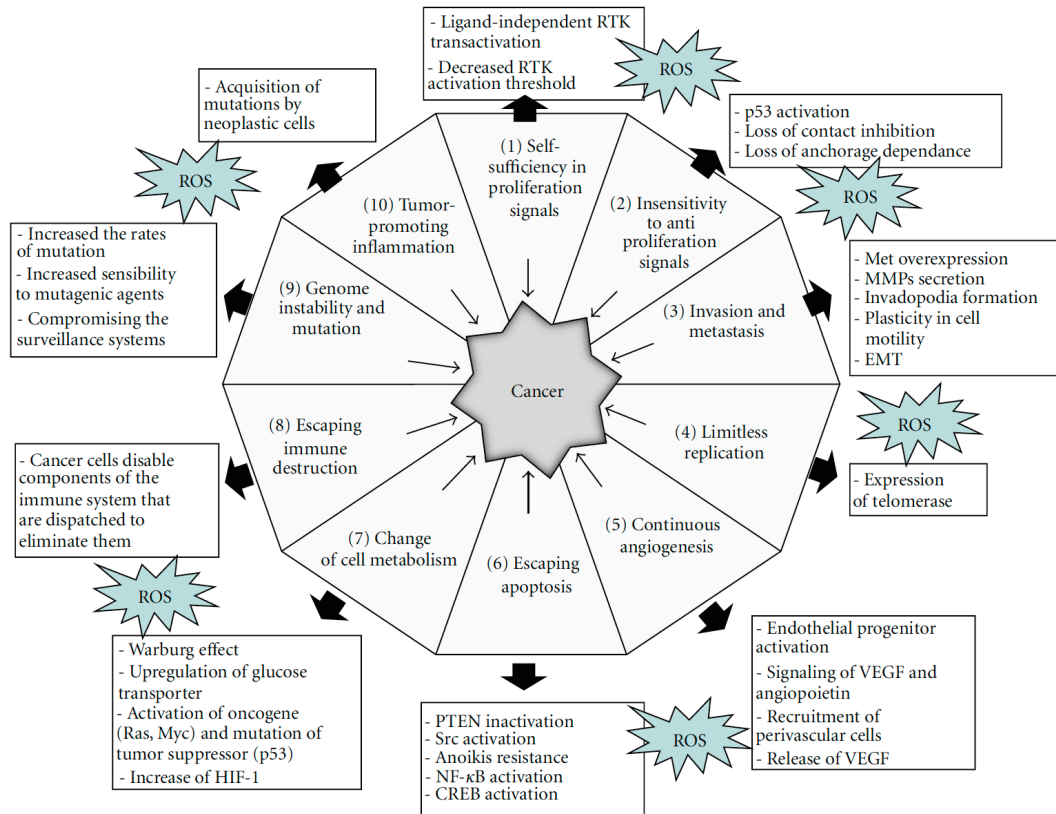 - Ligand-independent RTK
transactivation
- Decreased RTK
activation threshold
ROS
- p53 activation
- Loss of contact inhibition
- Loss of anchorage dependance
ROS
- Met overexpression
- MMPs secretion
- Invadopodia formation
- Plasticity in cell
motility
- EMT
ROS
- Expression
of telomerase
- Endothelial progenitor
activation
- Signaling of VEGF and
angiopoietin
- Recruitment of
perivascular cells
- Release of VEGF
ROS
- PTEN inactivation
- Src activation
- Anoikis resistance
- NF-κB activation
- CREB activation
- Warburg effect
- Upregulation of glucose
transporter
- Activation of oncogene
(Ras, Myc) and mutation of
tumor suppressor (p53)
- Increase of HIF-1
ROS
- Cancer cells disable
components of the
immune system that
are dispatched to
eliminate them
- Increased the rates
of mutation
- Increased sensibility
to mutagenic agents
- Compromising the
surveillance systems
ROS
- Acquisition of
mutations by
neoplastic cells
(1) Self-
sufficiency in
proliferation
signals
(2) Insensitivity
to anti
proliferation
signals
(3) Invasion and
metastasis
(4) Limitless
replication
(5) Continuous
angiogenesis
(6) Escaping
apoptosis
(7) Change
of cell metabolism
(8) Escaping
immune
destruction
(9) Genome
instability and
mutation
(10) Tumor-
promoting
inflammation
Cancer